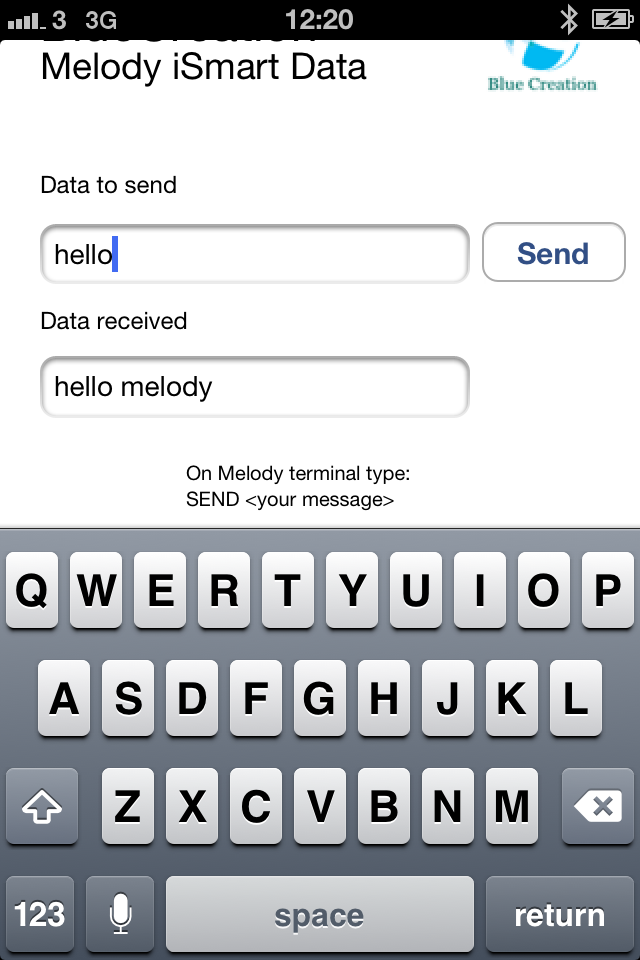 3 3G 12:20
Melody iSmart Data
Blue Creation
Data to send
hello
Send
Data received
hello melody
On Melody terminal type:
SEND <your message>
Q W E R T Y U I O P
A S D F G H J K L
Z X C V B N M
123 space return